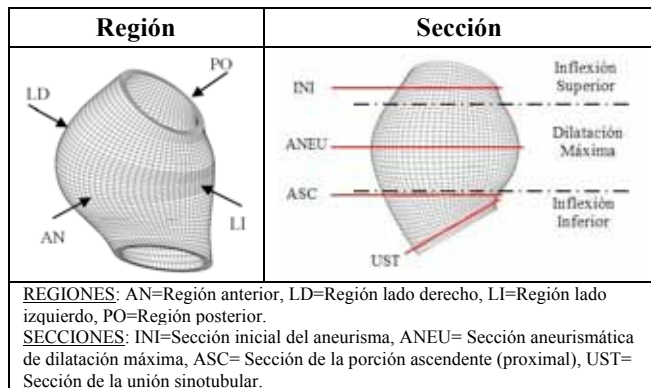 Región
Sección
PO
LD
AN
LI
INI
Inflexión
Superior
ANEU
Dilatación
Máxima
ASC
Inflexión
Inferior
UST
REGIONES: AN=Región anterior, LD=Región lado derecho, LI=Región lado
izquierdo, PO=Región posterior.
SECCIONES: INI=Sección inicial del aneurisma, ANEU= Sección aneurismática
de dilatación máxima, ASC= Sección de la porción ascendente (proximal), UST=
Sección de la unión sinotubular.